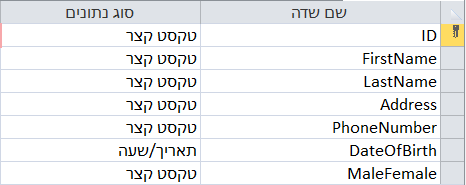 שם שדה סוג נתונים
ID טקסט קצר
FirstName טקסט קצר
LastName טקסט קצר
Address טקסט קצר
PhoneNumber טקסט קצר
DateOfBirth תאריך/שעה
MaleFemale טקסט קצר